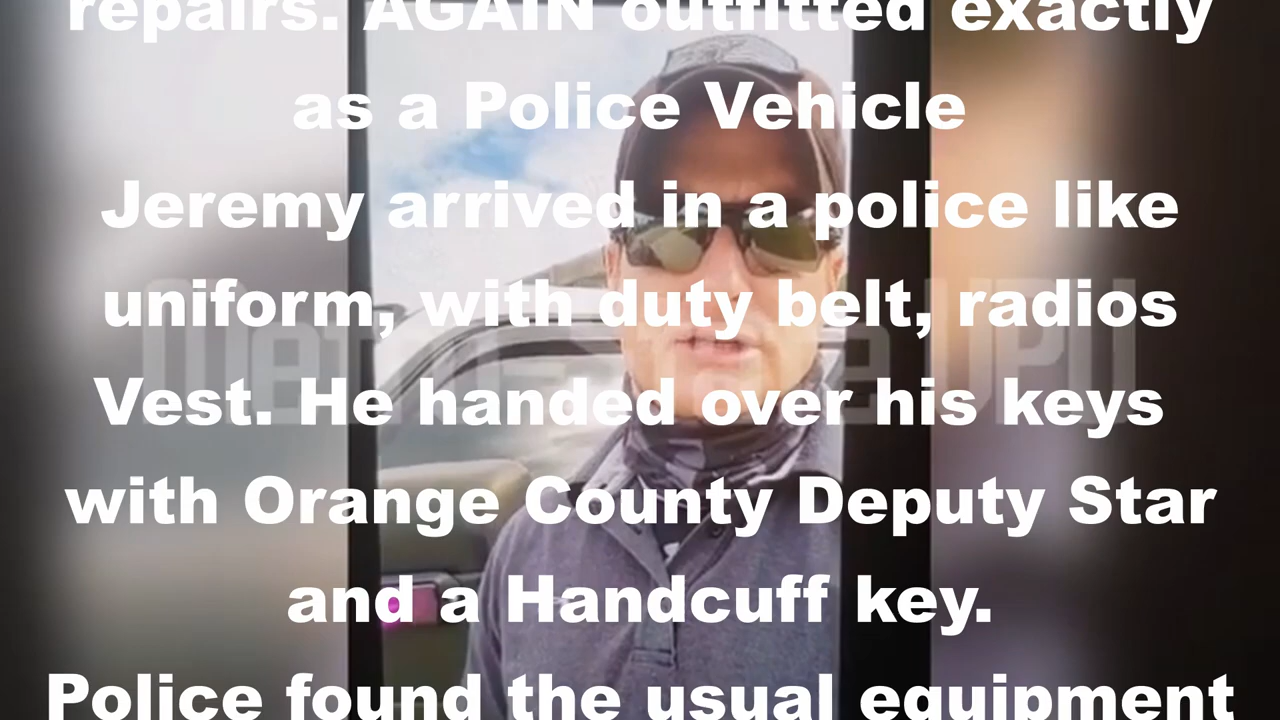 repairs. AGAIN outfitted exactly
as a Police Vehicle
Jeremy arrived in a police like
uniform, with duty belt, radios
Vest. He handed over his keys
with Orange County Deputy Star
and a Handcuff key.
Police found the usual equipment